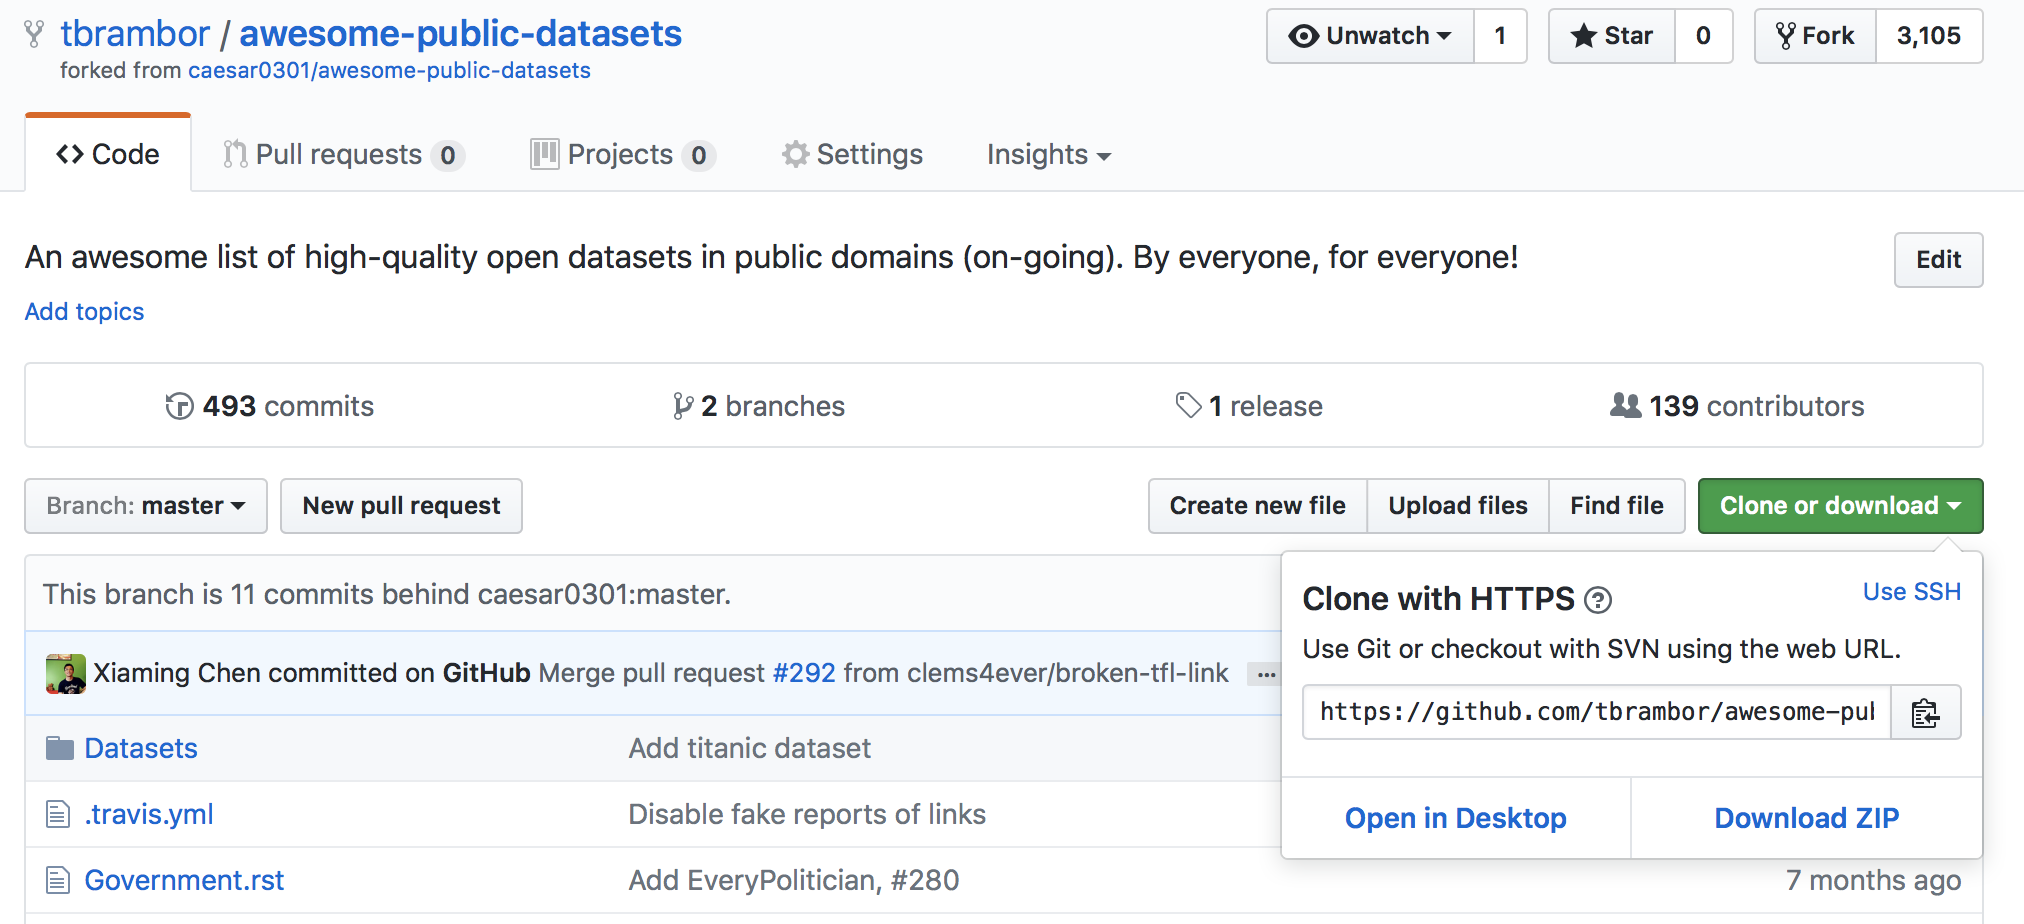 tbrambor / awesome-public-datasets
forked from caesar0301/awesome-public-datasets
Unwatch 1 Star 0 Fork 3,105
Code Pull requests 0 Projects 0 Settings Insights
An awesome list of high-quality open datasets in public domains (on-going). By everyone, for everyone!
Edit
Add topics
493 commits 2 branches 1 release 139 contributors
Branch: master New pull request Create new file Upload files Find file Clone or download
This branch is 11 commits behind caesar0301:master.
Xiaming Chen committed on GitHub Merge pull request #292 from clems4ever/broken-tfl-link ...
Datasets Add titanic dataset
.travis.yml Disable fake reports of links
Government.rst Add EveryPolitician, #280 7 months ago
Clone with HTTPS ? Use SSH
Use Git or checkout with SVN using the web URL.
https://github.com/tbrambor/awesome-pub
Open in Desktop Download ZIP